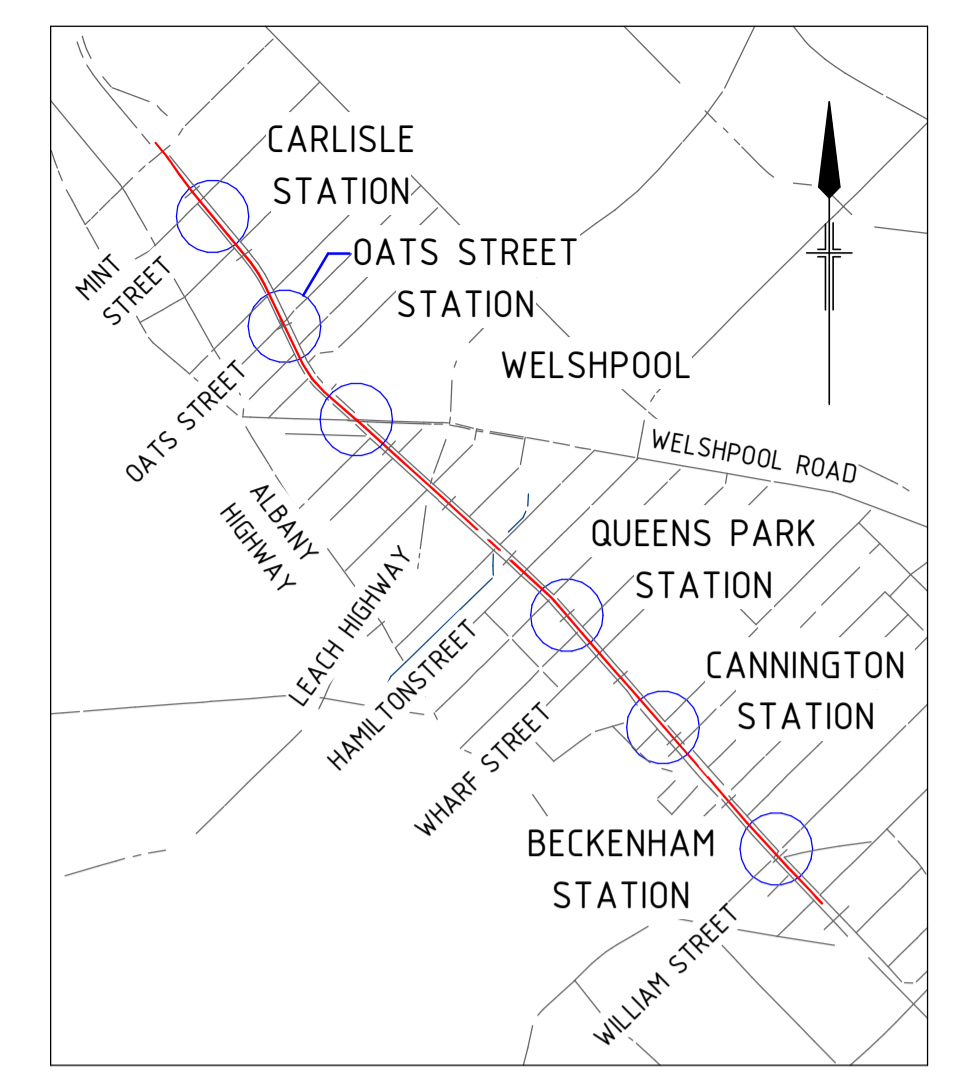 CARLISLE
STATION
OATS STREET
STATION
MINT
STREET
WELSHPOOL
OATS STREET
WELSHPOOL ROAD
ALBANY
HIGHWAY
QUEENS PARK
STATION
LEACH HIGHWAY
HAMILTONSTREET
CANNINGTON
STATION
WHARF STREET
BECKENHAM
STATION
WILLIAM STREET